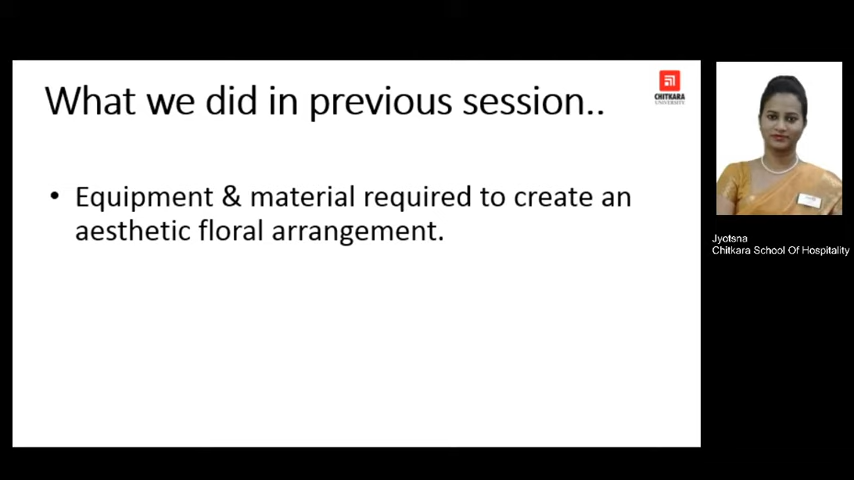 What we did in previous session..
CHITKARA
UNIVERSITY
• Equipment & material required to create an
aesthetic floral arrangement.
Jyotsna
Chitkara School Of Hospitality